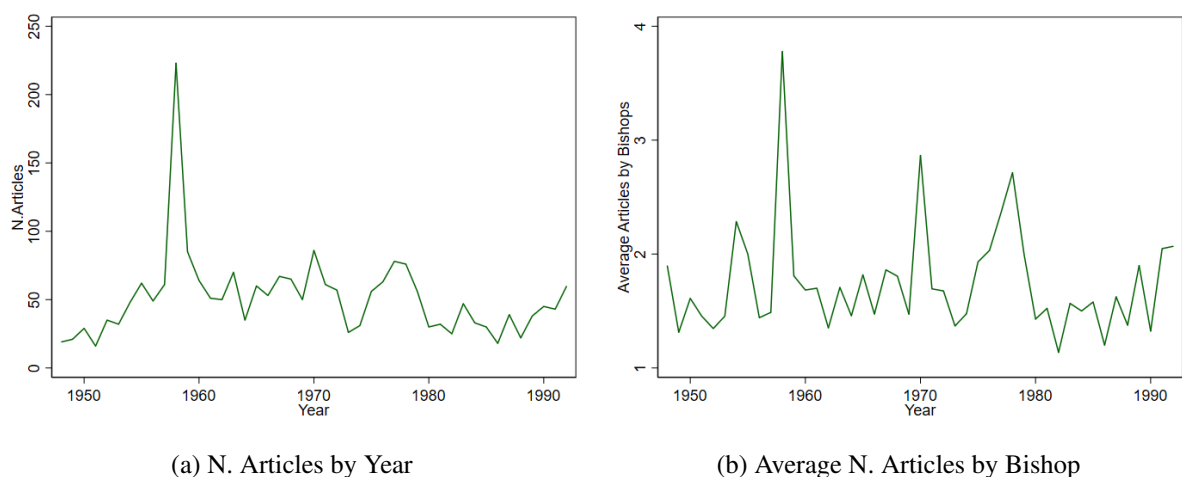 N.Articles
250
200
150
100
50
0
1950 1960 1970 1980 1990
Year
(a) N. Articles by Year
Average Articles by Bishops
4
3
2
1
1950 1960 1970 1980 1990
Year
(b) Average N. Articles by Bishop